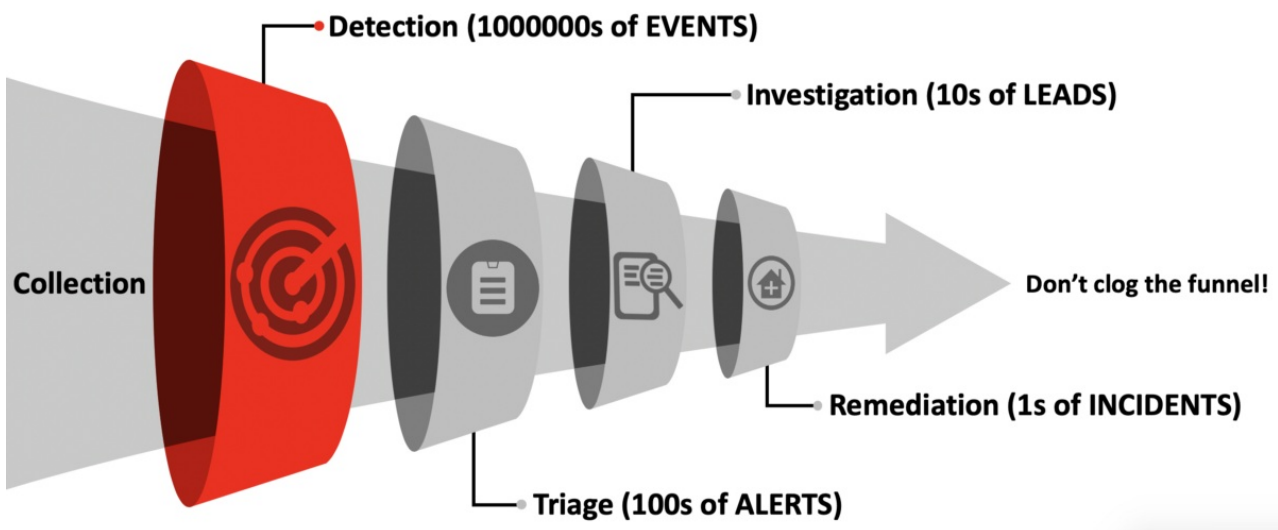 Detection (1000000s of EVENTS)
Investigation (10s of LEADS)
Collection
Don’t clog the funnel!
Remediation (1s of INCIDENTS)
Triage (100s of ALERTS)